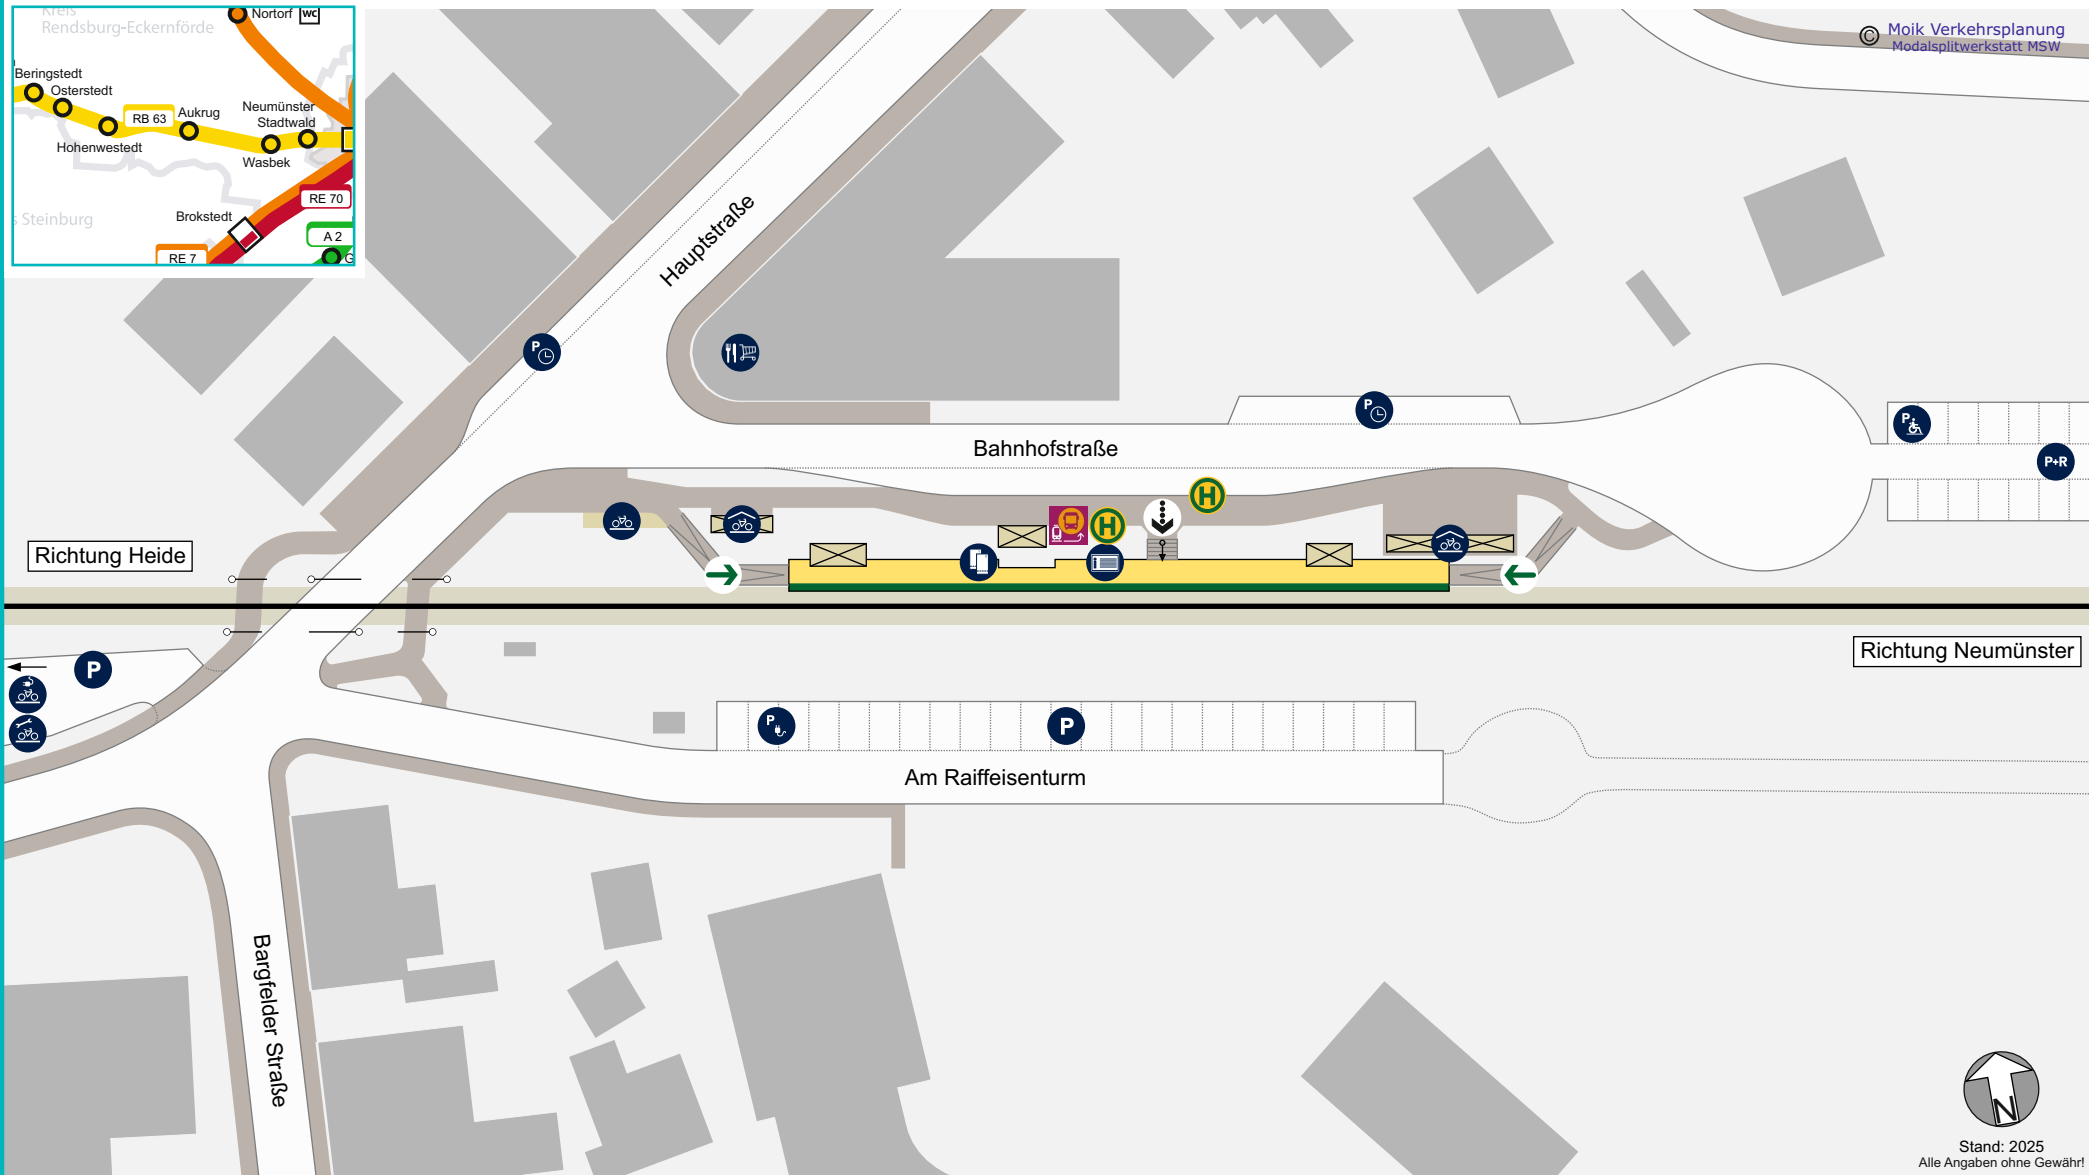 Kreis
Rendsburg-Eckernförde
Nortorf
WC
Beringstedt
Osterstedt
RB 63
Aukrug
Neumünster
Stadtwald
Hohenwestedt
Wasbek
RE 70
Steinburg
Brokstedt
A 2
RE 7
G
© Moik Verkehrsplanung
Modalsplitwerkstatt MSW
Hauptstraße
P
P
Bahnhofstraße
P
P+R
H
H
Richtung Heide
Richtung Neumünster
P
P
P
Am Raiffeisenturm
Bargfelder Straße
N
Stand: 2025
Alle Angaben ohne Gewähr!